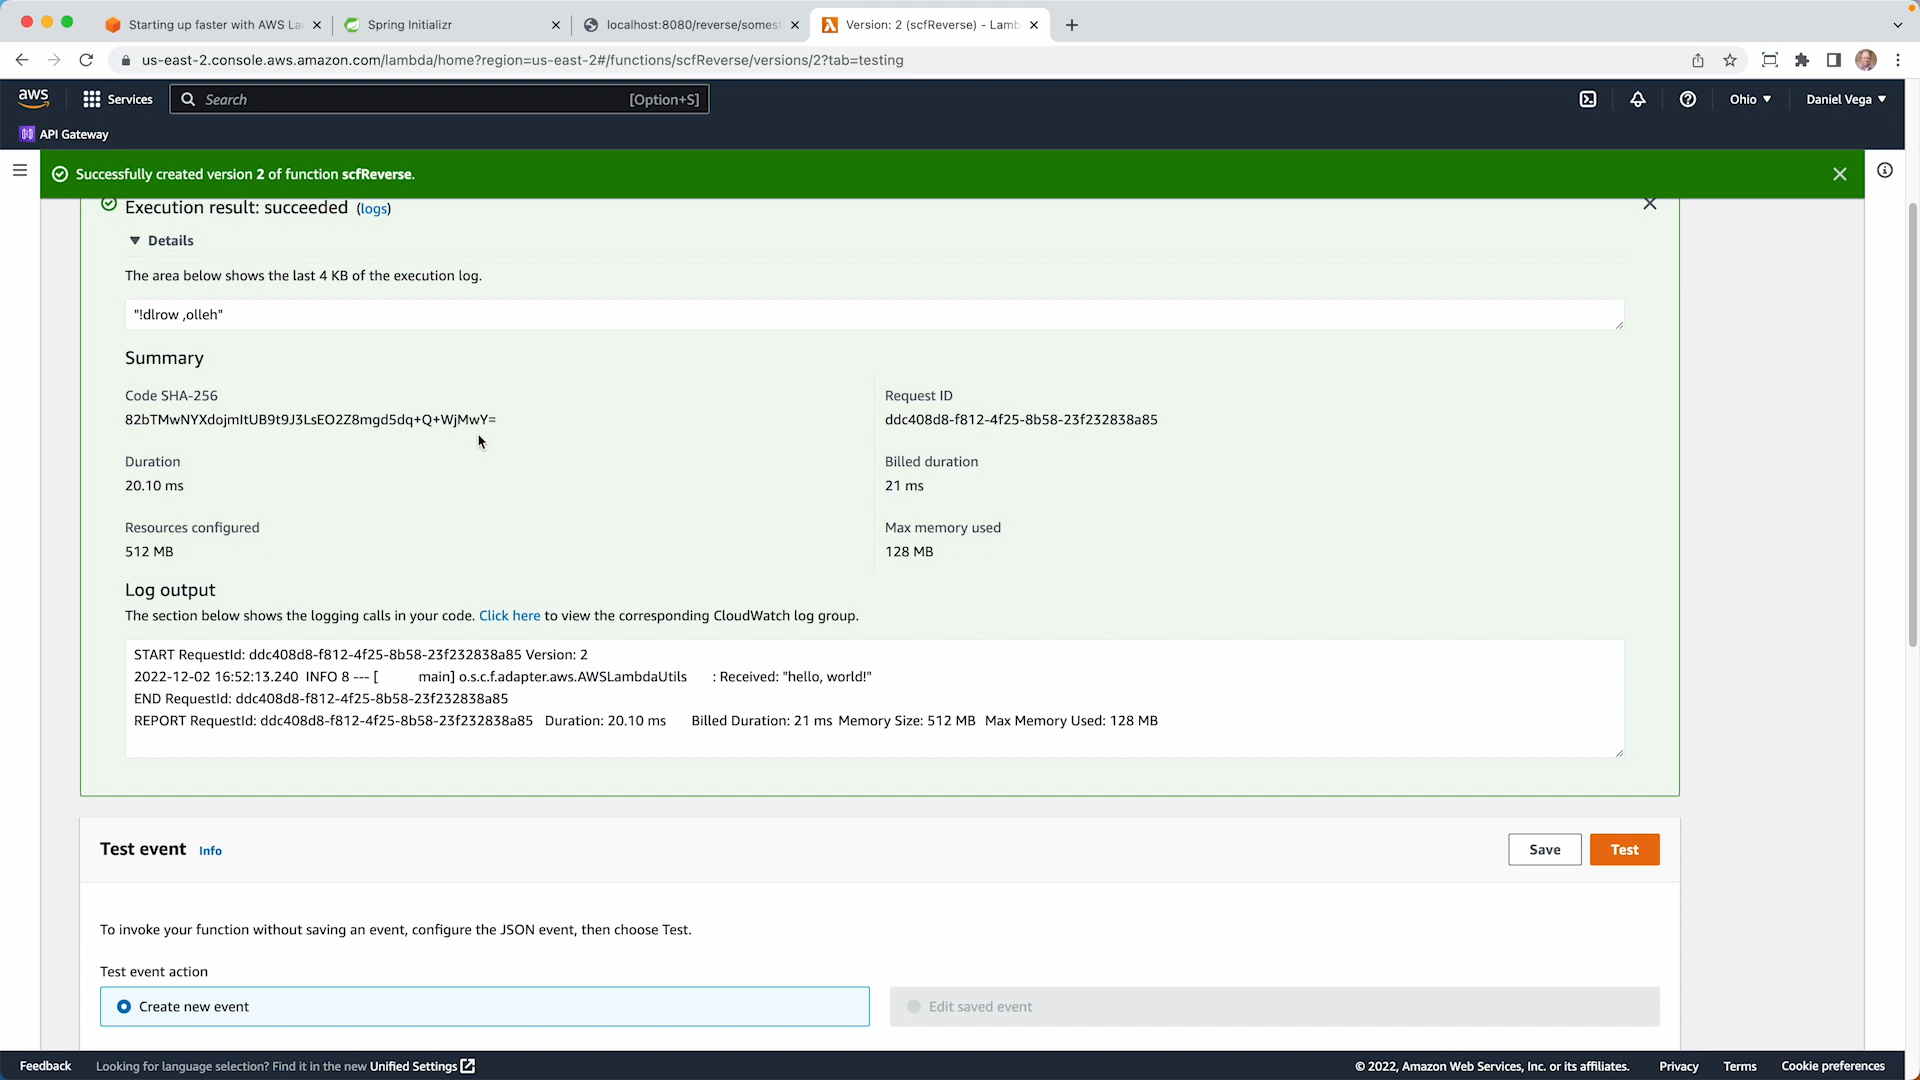 Starting up faster with AWS La
Spring Initializr
localhost:8080/reverse/somest
Version: 2 (scfReverse) - Lamb
us-east-2.console.aws.amazon.com/lambda/home?region=us-east-2#/functions/scfReverse/versions/2?tab=testing
aws
Services
Search
[Option+S]
Ohio
Daniel Vega
API Gateway
Successfully created version 2 of function scfReverse.
Execution result: succeeded (logs)
Details
The area below shows the last 4 KB of the execution log.
"!dlrow ,olleh"
Summary
Code SHA-256
82bTMwNYXdojmItUB9t9J3LsEO2Z8mgd5dq+Q+WjMwY=
Request ID
ddc408d8-f812-4f25-8b58-23f232838a85
Duration
20.10 ms
Billed duration
21 ms
Resources configured
512 MB
Max memory used
128 MB
Log output
The section below shows the logging calls in your code. Click here to view the corresponding CloudWatch log group.
START RequestId: ddc408d8-f812-4f25-8b58-23f232838a85 Version: 2
2022-12-02 16:52:13.240 INFO 8 --- [ main] o.s.c.f.adapter.aws.AWSLambdaUtils : Received: "hello, world!"
END RequestId: ddc408d8-f812-4f25-8b58-23f232838a85
REPORT RequestId: ddc408d8-f812-4f25-8b58-23f232838a85 Duration: 20.10 ms Billed Duration: 21 ms Memory Size: 512 MB Max Memory Used: 128 MB
Test event Info
Save
Test
To invoke your function without saving an event, configure the JSON event, then choose Test.
Test event action
Create new event
Edit saved event
Feedback
Looking for language selection? Find it in the new Unified Settings
© 2022, Amazon Web Services, Inc. or its affiliates.
Privacy
Terms
Cookie preferences